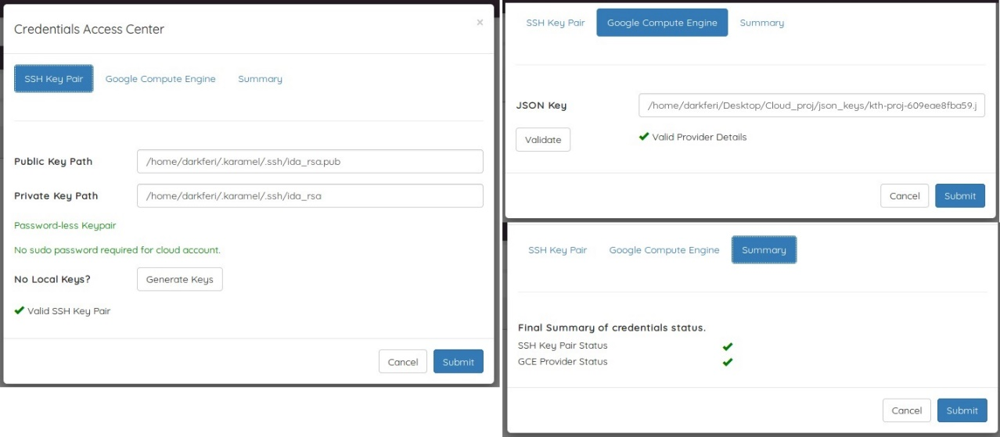 Credentials Access Center
×
SSH Key Pair Google Compute Engine Summary
Public Key Path /home/darkferi/.karamel/.ssh/ida_rsa.pub
Private Key Path /home/darkferi/.karamel/.ssh/ida_rsa
Password-less Keypair
No sudo password required for cloud account.
No Local Keys? Generate Keys
Valid SSH Key Pair
Cancel Submit
SSH Key Pair Google Compute Engine Summary
JSON Key /home/darkferi/Desktop/Cloud_proj/json_keys/kth-proj-609eae8fba59.j
Validate Valid Provider Details
Cancel Submit
SSH Key Pair Google Compute Engine Summary
Final Summary of credentials status.
SSH Key Pair Status
GCE Provider Status
Cancel Submit